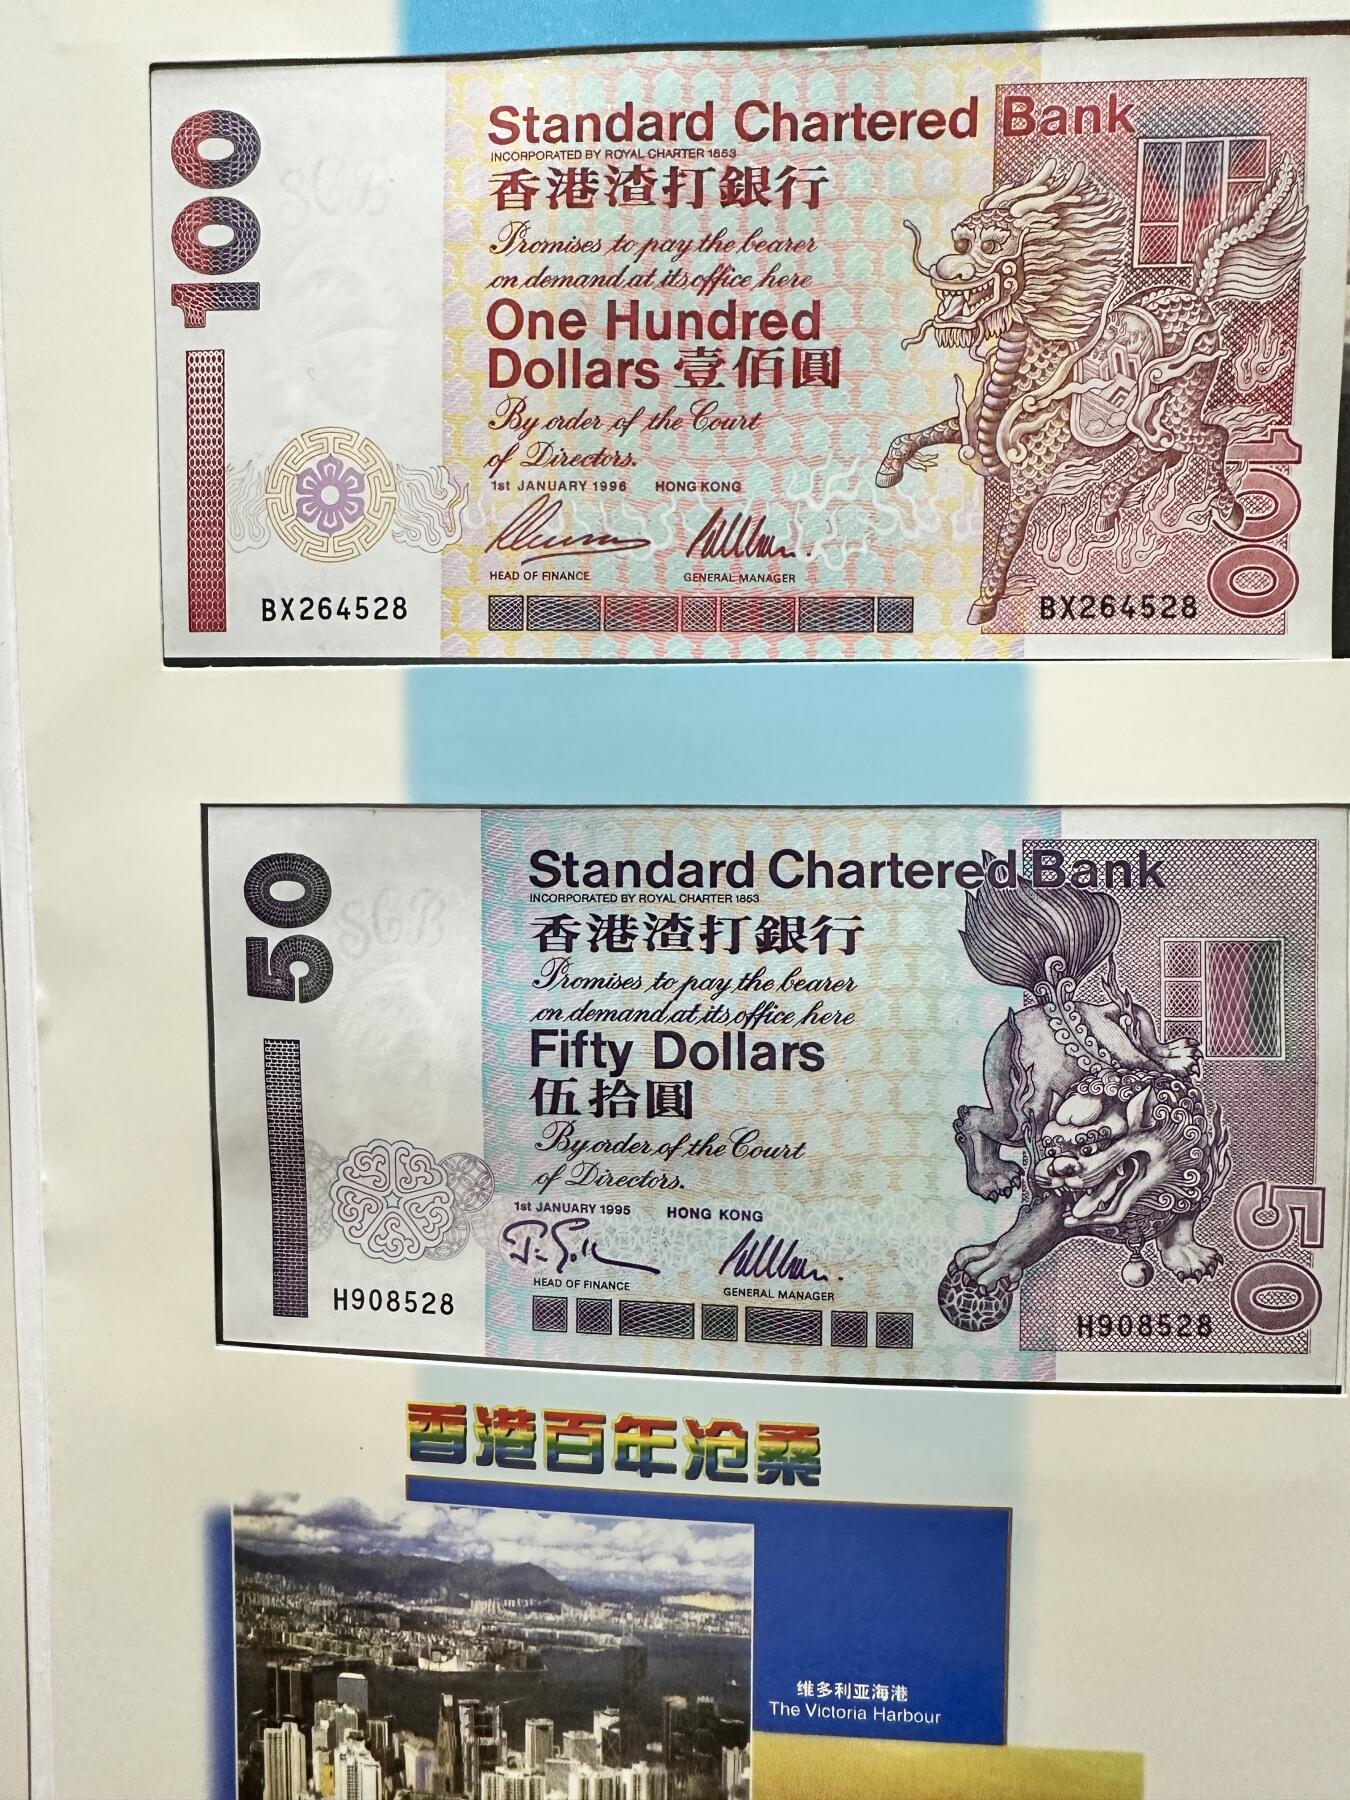 100
SCB
Standard Chartered Bank
INCORPORATED BY ROYAL CHARTER 1853
香港渣打銀行
Promises to pay the bearer
on demand at its office here
One Hundred
Dollars 壹佰圓
By order of the Court
of Directors.
1st JANUARY 1996 HONG KONG
HEAD OF FINANCE GENERAL MANAGER
BX264528
BX264528
100
50
SCB
Standard Chartered Bank
INCORPORATED BY ROYAL CHARTER 1853
香港渣打銀行
Promises to pay the bearer
on demand at its office here
Fifty Dollars
伍拾圓
By order of the Court
of Directors.
1st JANUARY 1995 HONG KONG
HEAD OF FINANCE GENERAL MANAGER
H908528
H908528
50
香港百年沧桑
维多利亚海港
The Victoria Harbour